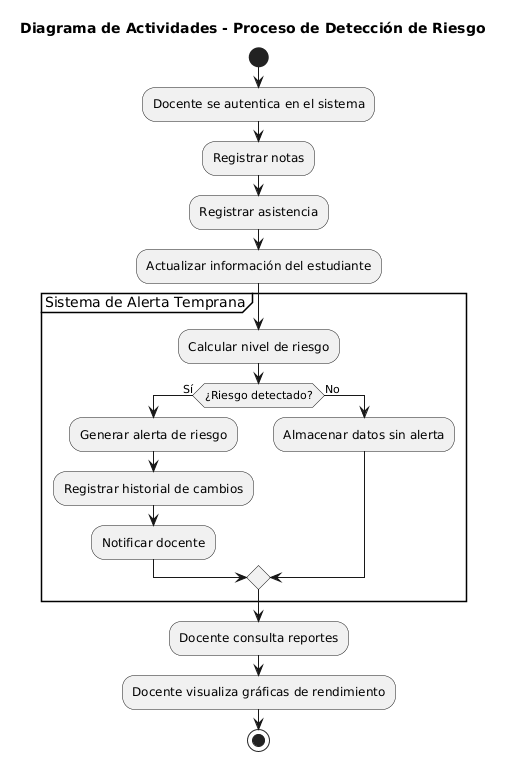 Diagrama de Actividades - Proceso de Detección de Riesgo
Docente se autentica en el sistema
Registrar notas
Registrar asistencia
Actualizar información del estudiante
Sistema de Alerta Temprana
Calcular nivel de riesgo
Sí
¿Riesgo detectado?
No
Generar alerta de riesgo
Almacenar datos sin alerta
Registrar historial de cambios
Notificar docente
Docente consulta reportes
Docente visualiza gráficas de rendimiento